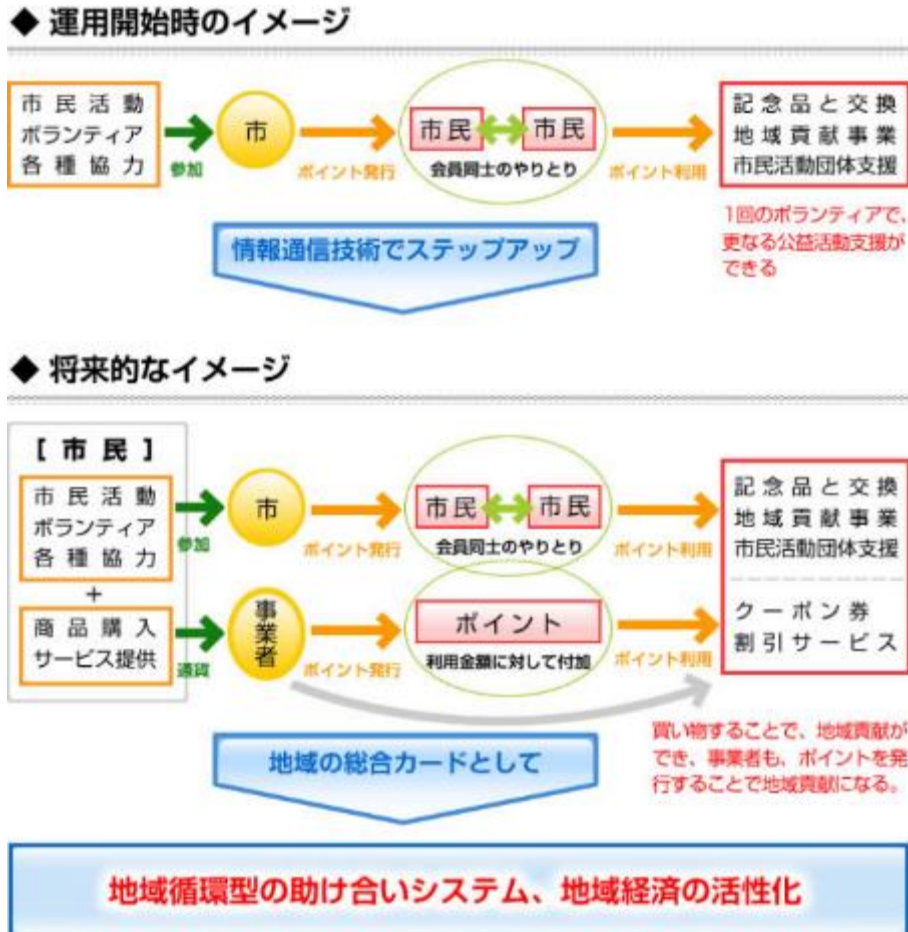 ◆ 運用開始時のイメージ
市民活動
ボランティア
各種協力
参加
市
ポイント発行
市民
市民
会員同士のやりとり
ポイント利用
記念品と交換
地域貢献事業
市民活動団体支援
1回のボランティアで、
更なる公益活動支援が
できる
情報通信技術でステップアップ
◆ 将来的なイメージ
[市民]
市民活動
ボランティア
各種協力
参加
市
ポイント発行
市民
市民
会員同士のやりとり
ポイント利用
記念品と交換
地域貢献事業
市民活動団体支援
+
商品購入
サービス提供
通貨
事業者
ポイント発行
ポイント
利用金額に対して付加
ポイント利用
クーポン券
割引サービス
買い物することで、地域貢献が
でき、事業者も、ポイントを発
行することで地域貢献になる。
地域の総合カードとして
地域循環型の助け合いシステム、地域経済の活性化